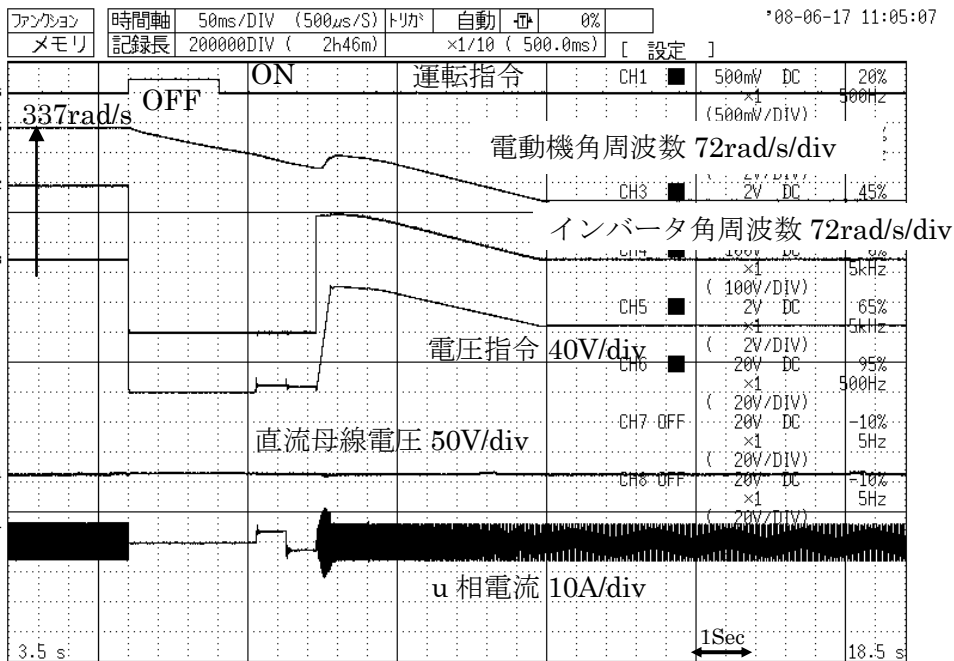 ファンクション 時間軸 50ms/DIV (500μs/S) トリガ 自動 0% '08-06-17 11:05:07
メモリ 記録長 200000DIV ( 2h46m) ×1/10 ( 500.0ms) [ 設定 ]
ON 運転指令 CH1 500mV DC 20%
OFF ×1 500Hz
337rad/s (500mV/DIV)
電動機角周波数 72rad/s/div
( 2V/DIV)
CH3 2V DC 45%
インバータ角周波数 72rad/s/div
CH4 100V DC 6%
×1 5kHz
( 100V/DIV)
CH5 2V DC 65%
×1 5kHz
電圧指令 40V/div ( 2V/DIV)
CH6 20V DC 95%
×1 500Hz
( 20V/DIV)
CH7 OFF 20V DC -10%
直流母線電圧 50V/div ×1 5Hz
( 20V/DIV)
CH8 OFF 20V DC -10%
×1 5Hz
( 20V/DIV)
u 相電流 10A/div
1Sec
3.5 s 18.5 s